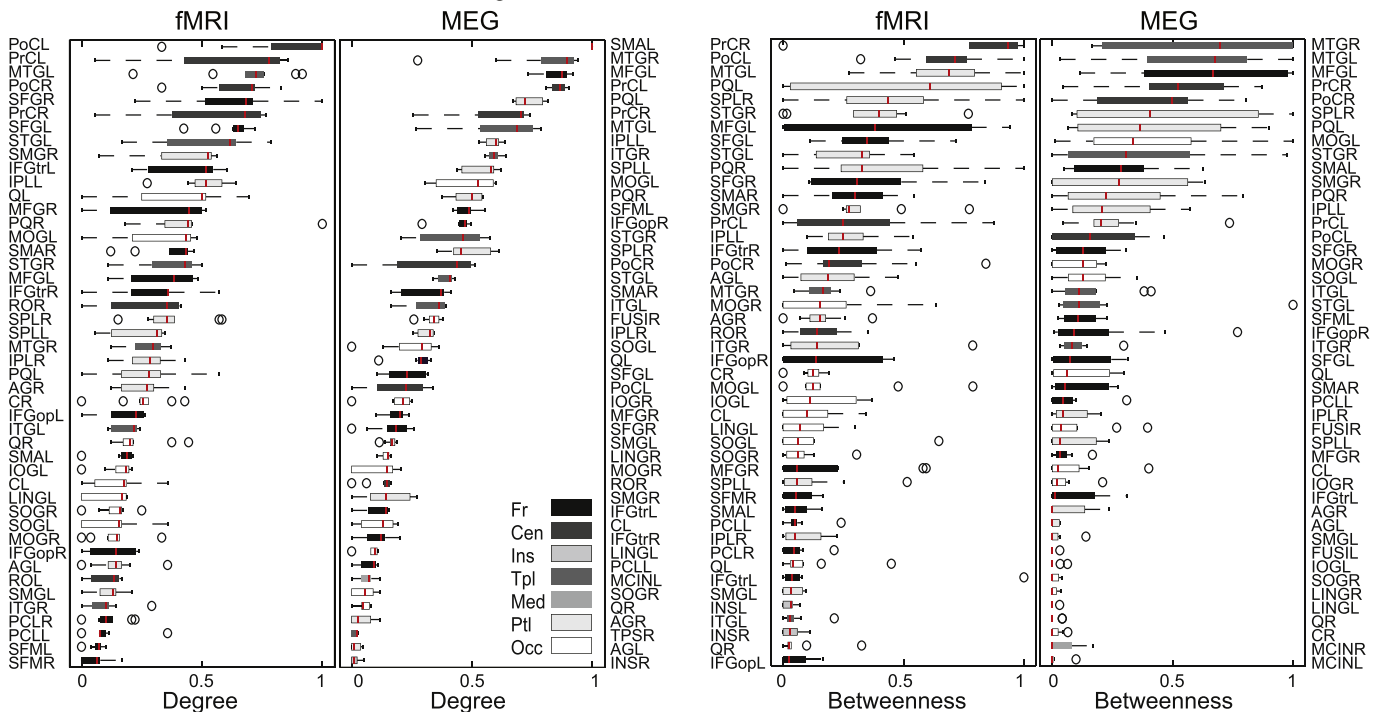 fMRI
MEG
PoCL
PrCL
MTGL
PoCR
SFGR
PrCR
SFGL
STGL
SMGR
IFGtrL
IPLL
QL
MFGR
PQR
MOGL
SMAR
STGR
MFGL
IFGtrR
ROR
SPLR
SPLL
MTGR
IPLR
PQL
AGR
CR
IFGopL
ITGL
QR
SMAL
IOGL
CL
LINGL
SOGR
SOGL
MOGR
IFGopR
AGL
ROL
SMGL
ITGR
PCLR
PCLL
SFML
SFMR
0
0.5
1
Degree
SMAL
MTGR
MFGL
PrCL
PQL
PrCR
MTGL
IPLL
ITGR
SPLL
MOGL
PQR
SFML
IFGopR
STGR
SPLR
PoCR
STGL
SMAR
ITGL
FUSIR
IPLR
SOGL
QL
SFGL
PoCL
IOGR
MFGR
SFGR
SMGL
LINGR
MOGR
ROR
SMGR
IFGtrL
CL
IFGtrR
LINGL
PCLL
MCINL
SOGR
QR
AGR
TPSR
AGL
INSR
Fr
Cen
Ins
Tpl
Med
Ptl
Occ
0
0.5
1
Degree
fMRI
MEG
PrCR
PoCL
MTGL
PQL
SPLR
STGR
MFGL
SFGL
STGL
PQR
SFGR
SMAR
SMGR
PrCL
IPLL
IFGtrR
PoCR
AGL
MTGR
MOGR
AGR
ROR
ITGR
IFGopR
CR
MOGL
IOGL
CL
LINGL
SOGL
SOGR
MFGR
SPLL
SFMR
SMAL
PCLL
IPLR
PCLR
QL
IFGtrL
SMGL
INSL
ITGL
INSR
QR
IFGopL
0
0.5
1
Betweenness
MTGR
MTGL
MFGL
PrCR
PoCR
SPLR
PQL
MOGL
STGR
SMAL
SMGR
PQR
IPLL
PrCL
PoCL
SFGR
MOGR
SOGL
ITGL
STGL
SFML
IFGopR
ITGR
SFGL
QL
SMAR
PCLL
IPLR
FUSIR
SPLL
MFGR
CL
IOGR
IFGtrL
AGR
AGL
SMGL
FUSIL
IOGL
SOGR
LINGR
LINGL
QR
CR
MCINR
MCINL
0
0.5
1
Betweenness